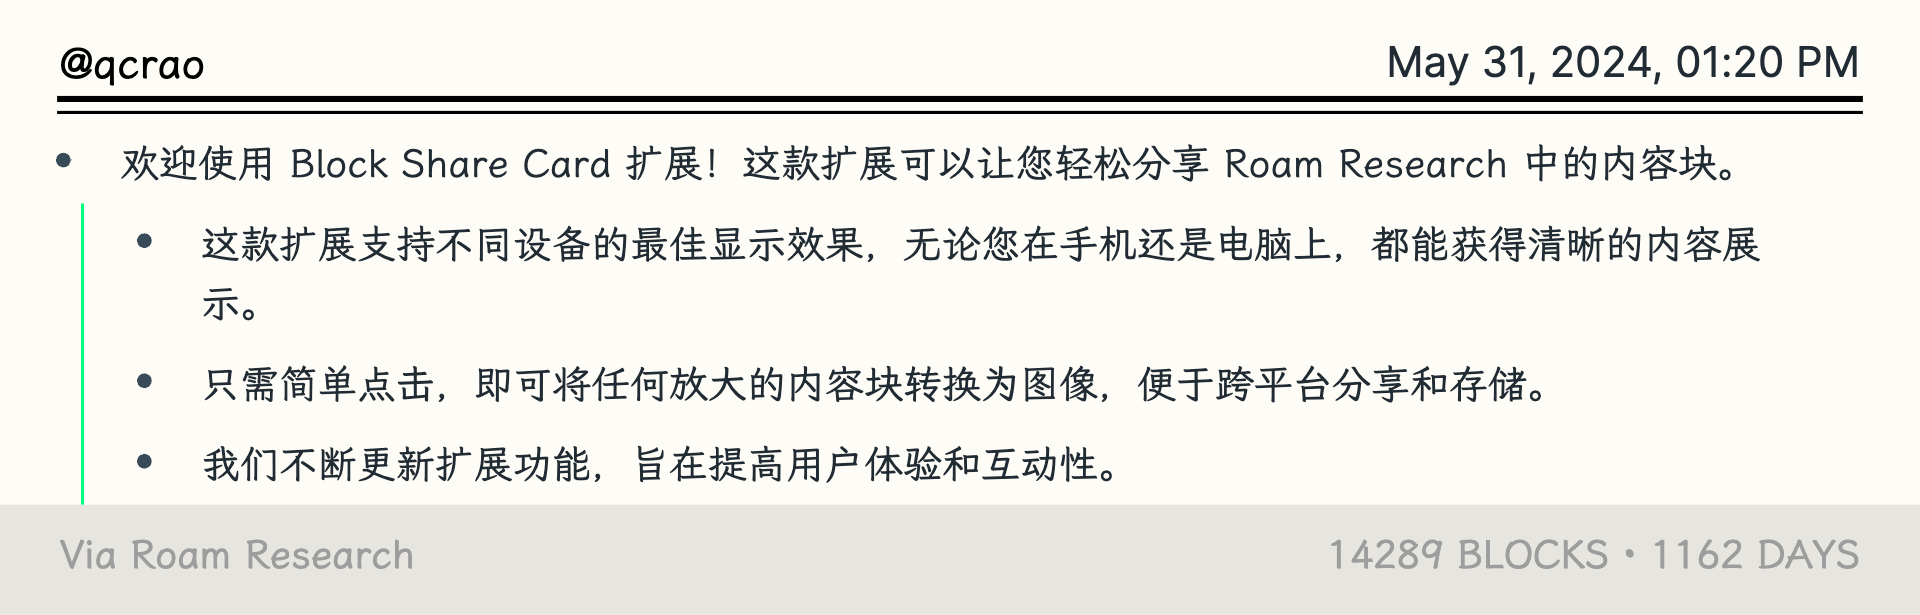 @qcrao
May 31, 2024, 01:20 PM
欢迎使用 Block Share Card 扩展！这款扩展可以让您轻松分享 Roam Research 中的内容块。
这款扩展支持不同设备的最佳显示效果，无论您在手机还是电脑上，都能获得清晰的内容展
示。
只需简单点击，即可将任何放大的内容块转换为图像，便于跨平台分享和存储。
我们不断更新扩展功能，旨在提高用户体验和互动性。
Via Roam Research
14289 BLOCKS • 1162 DAYS